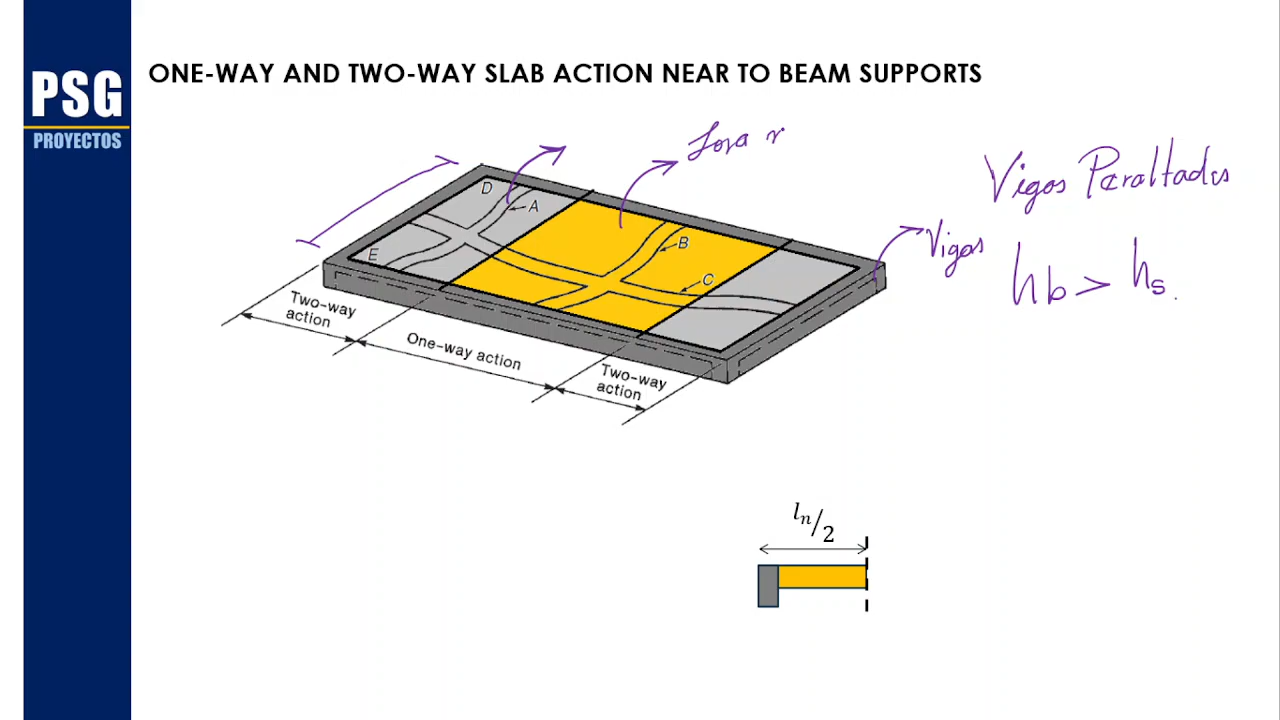 PSG
PROYECTOS
ONE-WAY AND TWO-WAY SLAB ACTION NEAR TO BEAM SUPPORTS
Losa
Vigas Peraltadas
Vigas
hb > hs.
D
A
B
E
C
Two-way
action
One-way action
Two-way
action
ln/2